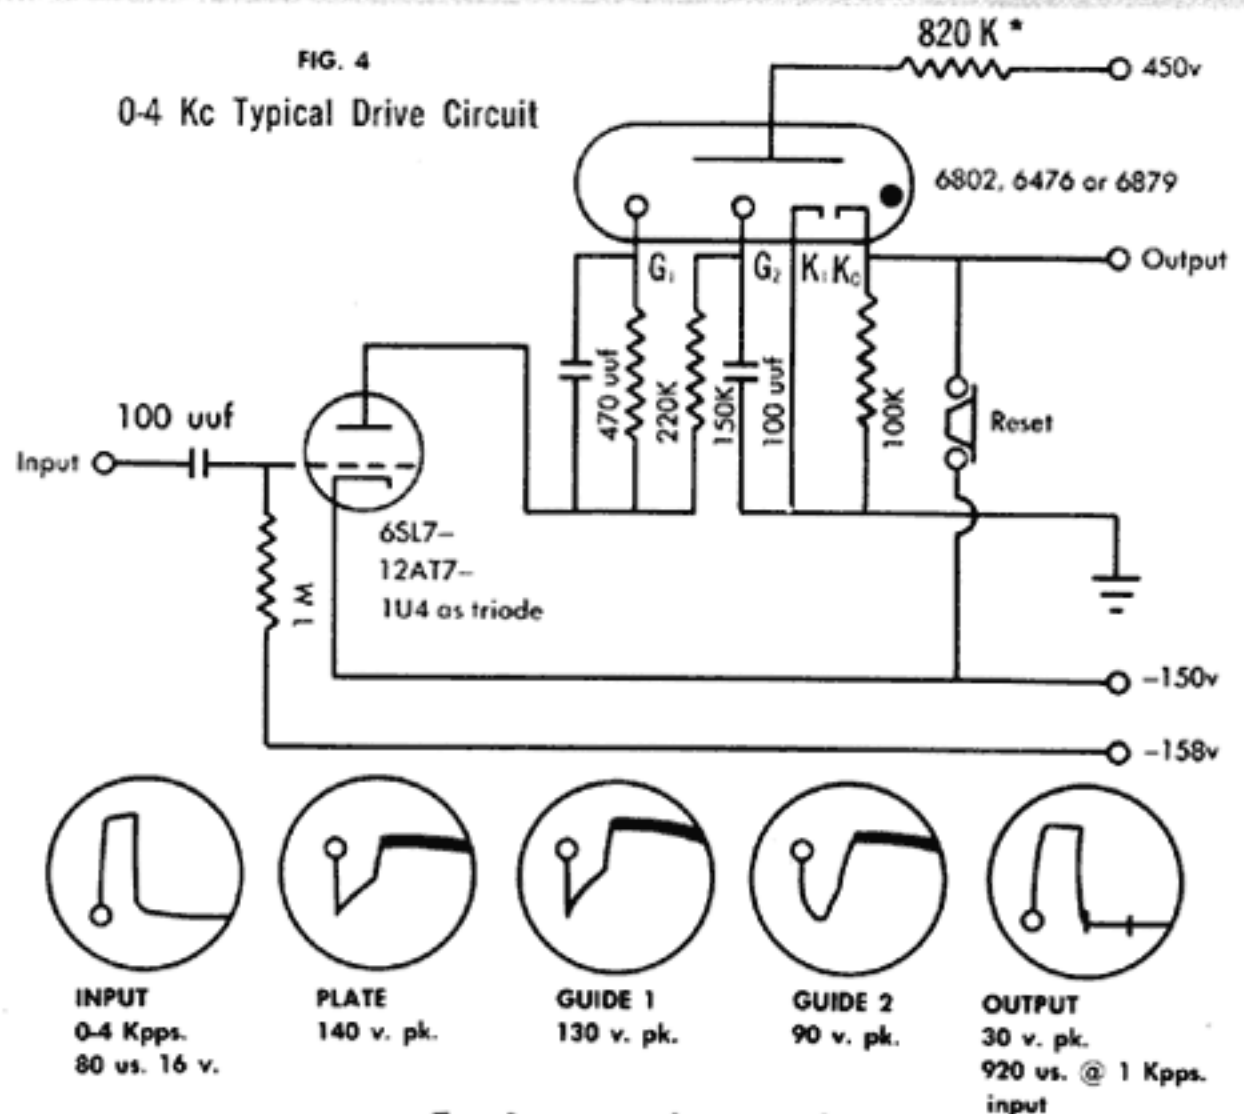 FIG. 4
0-4 Kc Typical Drive Circuit
820 K *
450v
6802, 6476 or 6879
G₁
G₂
K₁
K₀
Output
470 uuf
220K
150K
100 uuf
100K
Reset
100 uuf
Input
1 M
6SL7–
12AT7–
1U4 as triode
–150v
–158v
INPUT
0-4 Kpps.
80 us. 16 v.
PLATE
140 v. pk.
GUIDE 1
130 v. pk.
GUIDE 2
90 v. pk.
OUTPUT
30 v. pk.
920 us. @ 1 Kpps.
input